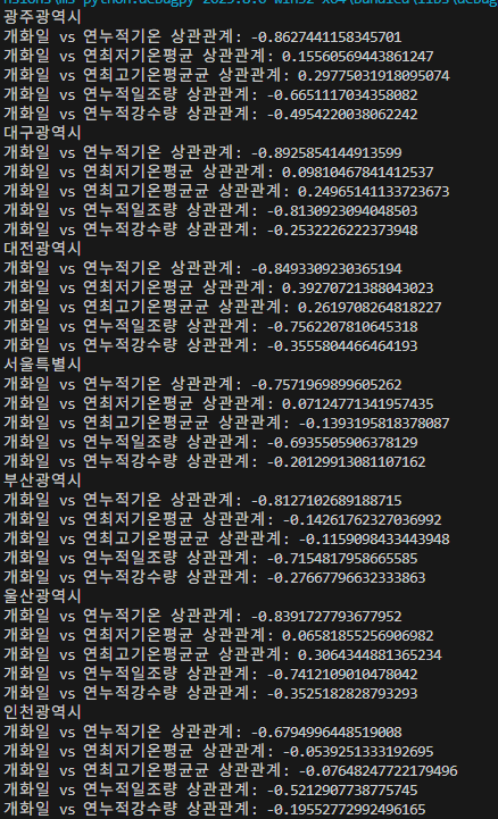 광주광역시
개화일 vs 연누적기온 상관관계: -0.8627441158345701
개화일 vs 연최저기온평균 상관관계: 0.15560569443861247
개화일 vs 연최고기온평균균 상관관계: 0.29775031918095074
개화일 vs 연누적일조량 상관관계: -0.6651117034358082
개화일 vs 연누적강수량 상관관계: -0.4954220038062242
대구광역시
개화일 vs 연누적기온 상관관계: -0.8925854144913599
개화일 vs 연최저기온평균 상관관계: 0.09810467841412537
개화일 vs 연최고기온평균균 상관관계: 0.24965141133723673
개화일 vs 연누적일조량 상관관계: -0.8130923094048503
개화일 vs 연누적강수량 상관관계: -0.2532226222373948
대전광역시
개화일 vs 연누적기온 상관관계: -0.8493309230365194
개화일 vs 연최저기온평균 상관관계: 0.39270721388043023
개화일 vs 연최고기온평균균 상관관계: 0.2619708264818227
개화일 vs 연누적일조량 상관관계: -0.7562207810645318
개화일 vs 연누적강수량 상관관계: -0.3555804466464193
서울특별시
개화일 vs 연누적기온 상관관계: -0.7571969899605262
개화일 vs 연최저기온평균 상관관계: 0.07124771341957435
개화일 vs 연최고기온평균균 상관관계: -0.1393195818378087
개화일 vs 연누적일조량 상관관계: -0.6935505906378129
개화일 vs 연누적강수량 상관관계: -0.20129913081107162
부산광역시
개화일 vs 연누적기온 상관관계: -0.8127102689188715
개화일 vs 연최저기온평균 상관관계: -0.14261762327036992
개화일 vs 연최고기온평균균 상관관계: -0.1159098433443948
개화일 vs 연누적일조량 상관관계: -0.7154817958665585
개화일 vs 연누적강수량 상관관계: -0.27667796632333863
울산광역시
개화일 vs 연누적기온 상관관계: -0.8391727793677952
개화일 vs 연최저기온평균 상관관계: 0.06581855256906982
개화일 vs 연최고기온평균균 상관관계: 0.3064344881365234
개화일 vs 연누적일조량 상관관계: -0.7412109010478042
개화일 vs 연누적강수량 상관관계: -0.3525182828793293
인천광역시
개화일 vs 연누적기온 상관관계: -0.6794996448519008
개화일 vs 연최저기온평균 상관관계: -0.0539251333192695
개화일 vs 연최고기온평균균 상관관계: -0.07648247722179496
개화일 vs 연누적일조량 상관관계: -0.5212907738775745
개화일 vs 연누적강수량 상관관계: -0.19552772992496165